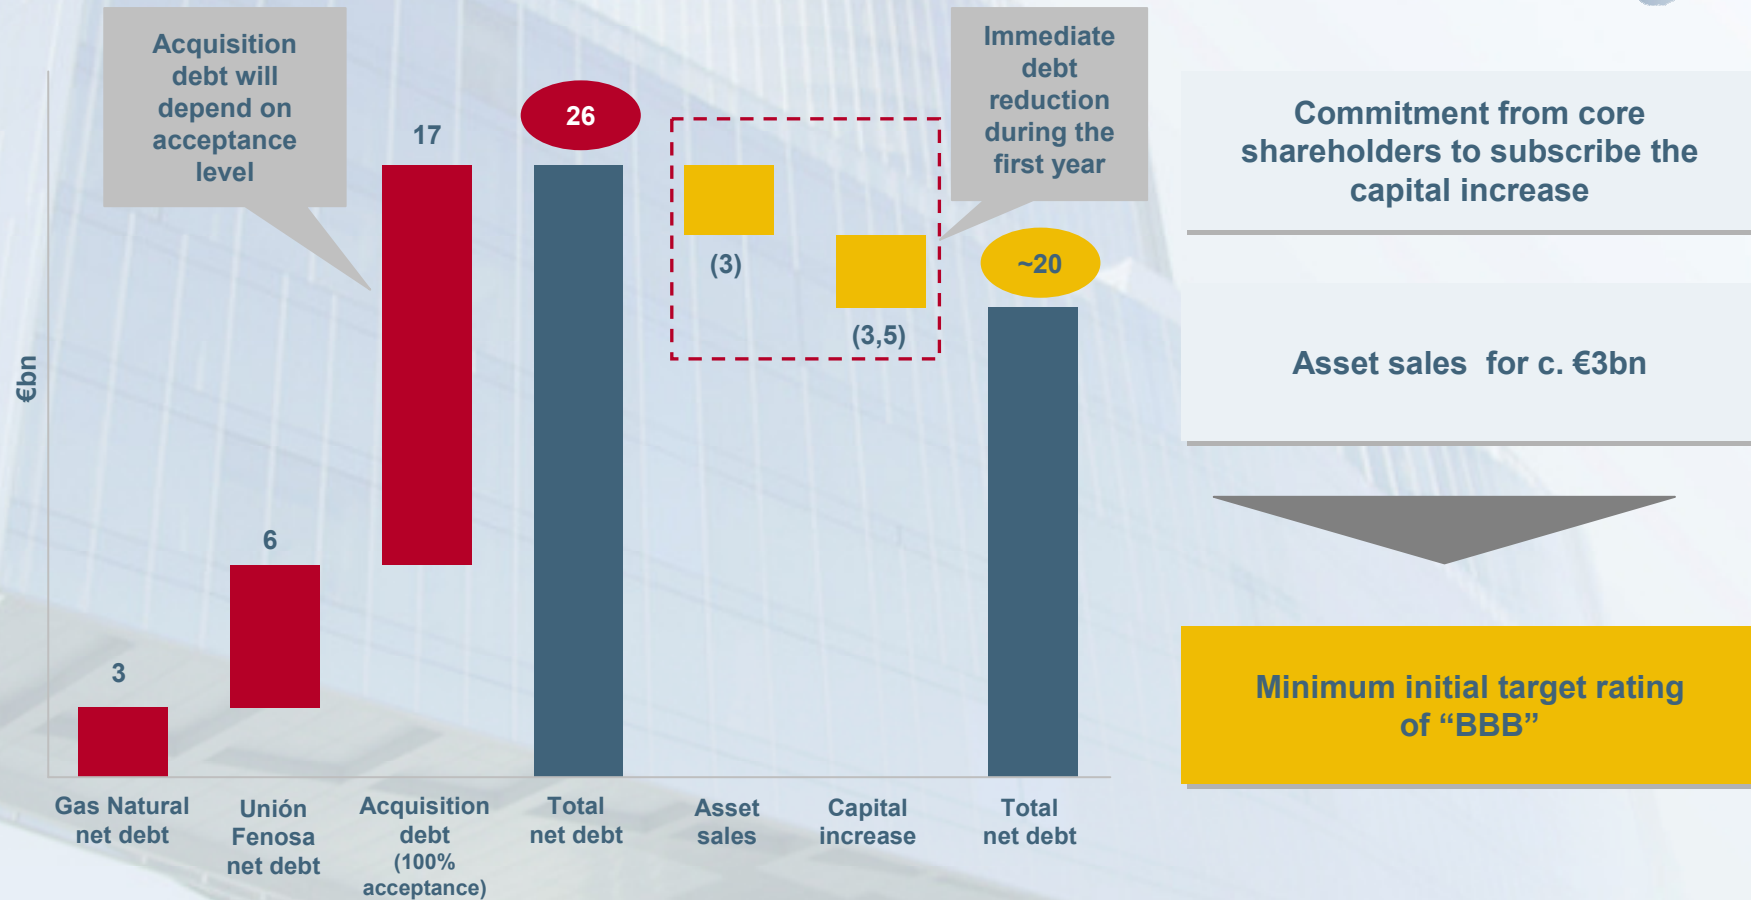 Acquisition
debt will
depend on
acceptance
level
Immediate
debt
reduction
during the
first year
€bn
3
6
17
26
(3)
(3,5)
~20
Gas Natural
net debt
Unión
Fenosa
net debt
Acquisition
debt
(100%
acceptance)
Total
net debt
Asset
sales
Capital
increase
Total
net debt
Commitment from core
shareholders to subscribe the
capital increase
Asset sales  for c. €3bn
Minimum initial target rating
of “BBB”